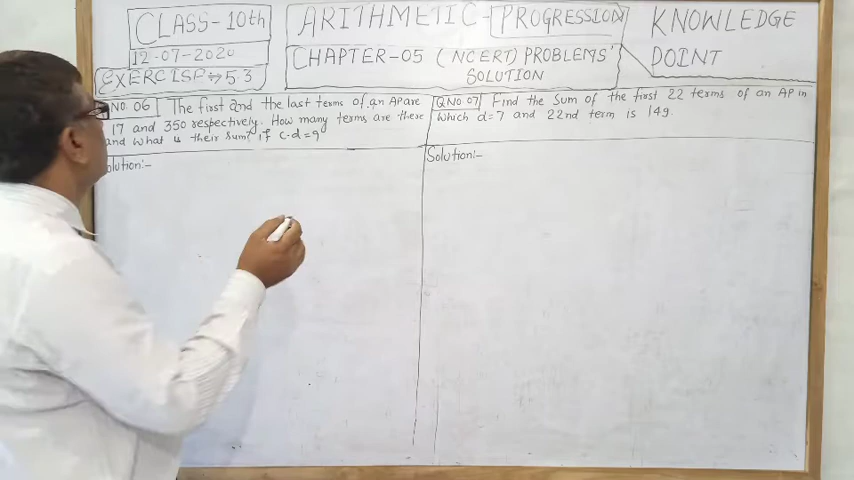 CLASS-10th
12-07-2020
EXERCISE⇒5.3
ARITHMETIC-PROGRESSION
CHAPTER-05 (NCERT) PROBLEMS'
SOLUTION
KNOWLEDGE
POINT
NO. 06 The first and the last terms of an AP are
17 and 350 respectively. How many terms are there
and what is their sum if c.d=9
olution:-
Q.NO.07 Find the sum of the first 22 terms of an AP in
which d=7 and 22nd term is 149.
Solution:-